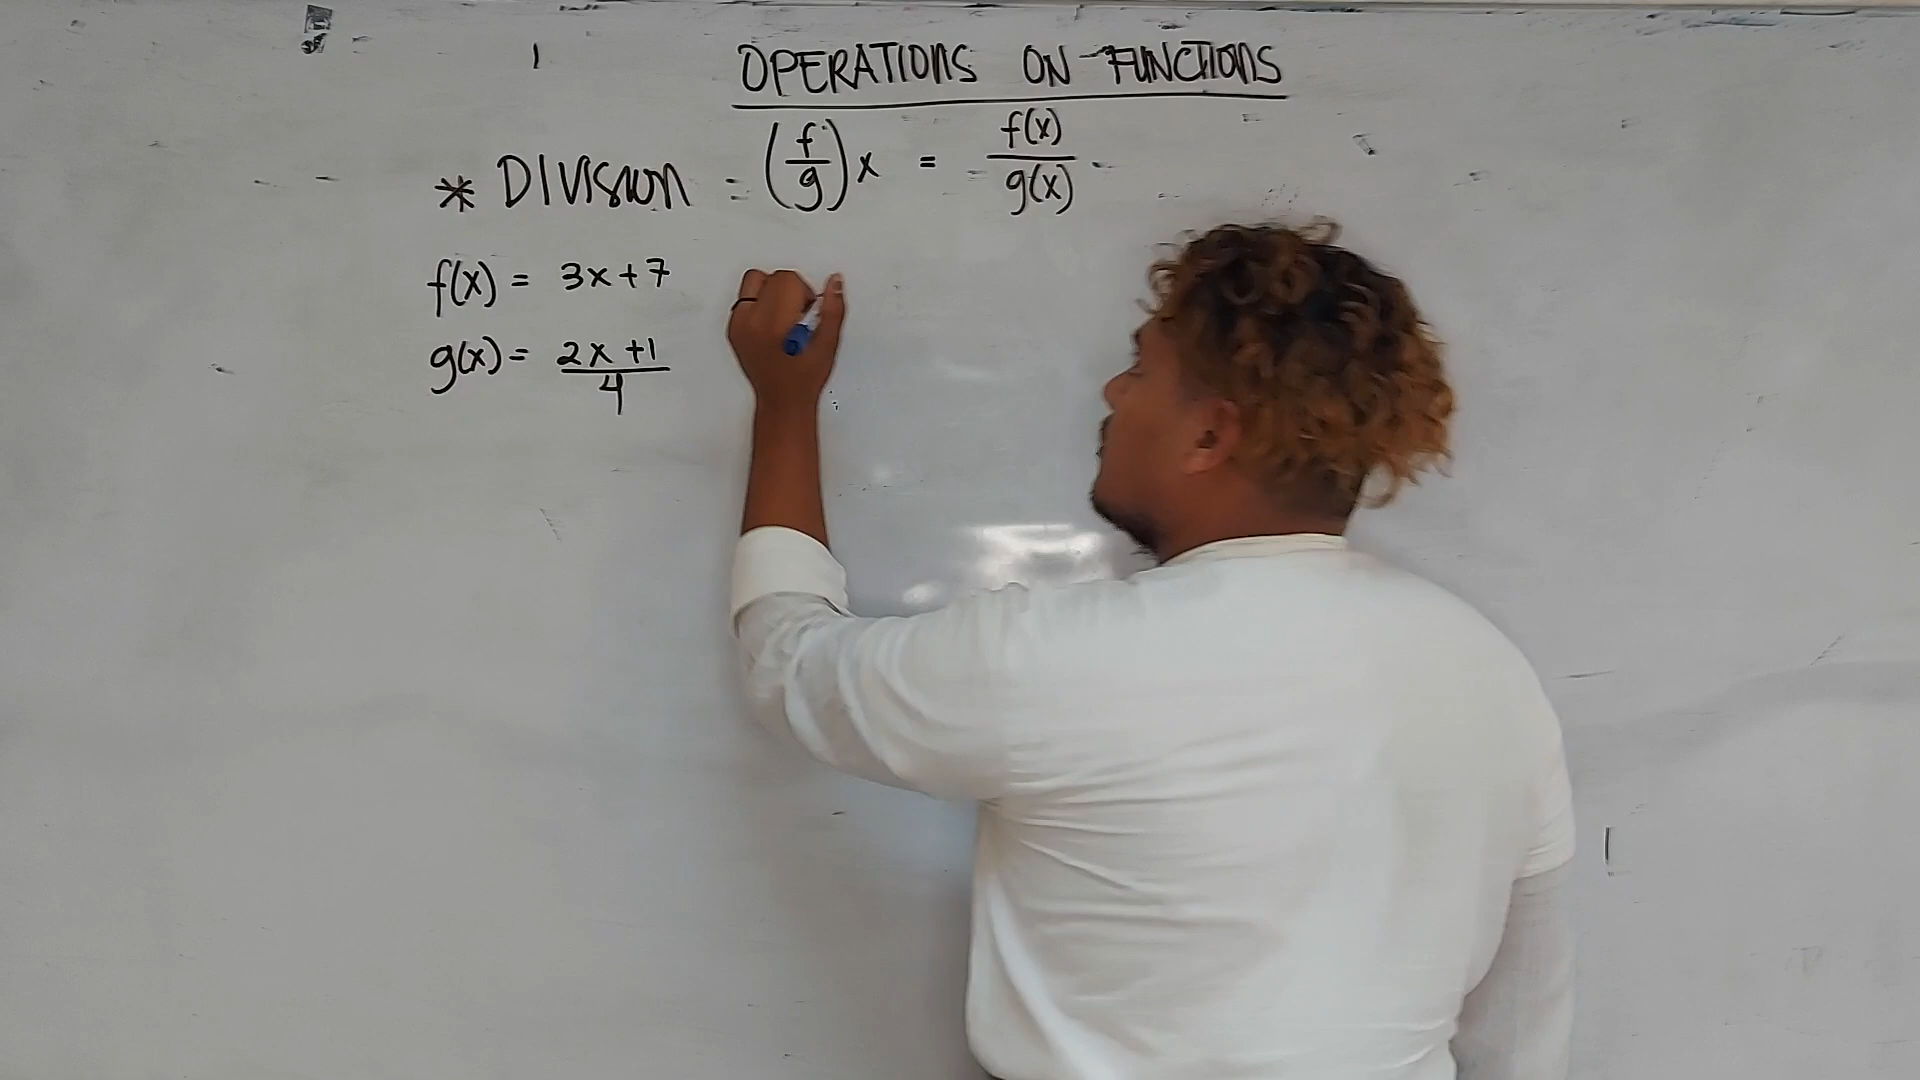 OPERATIONS ON FUNCTIONS
* DIVISION = (f/g)x = f(x)/g(x)
f(x) = 3x+7
g(x) = 2x+1/4